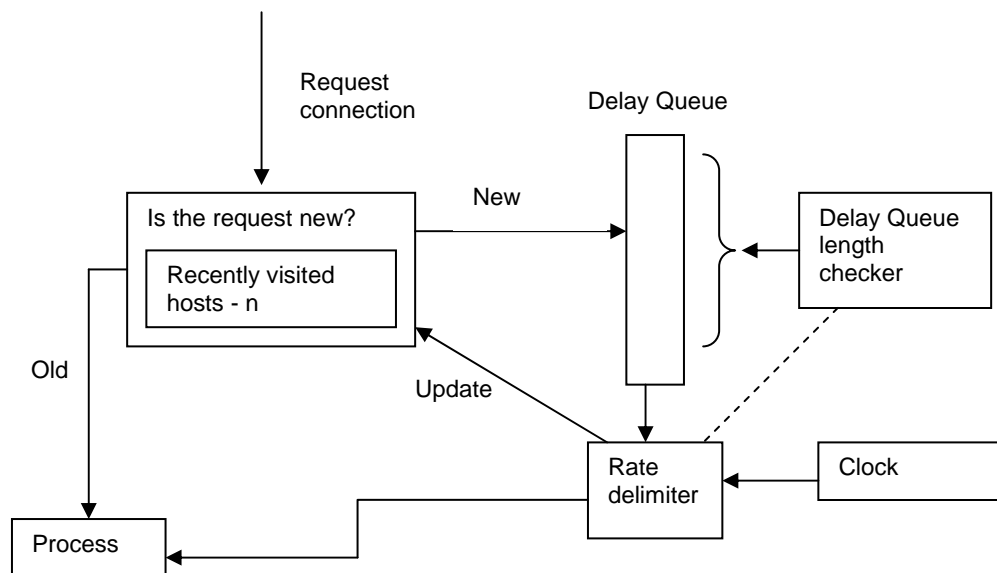 Request
connection
Delay Queue
New
Is the request new?
Recently visited
hosts - n
Delay Queue
length
checker
Old
Update
Rate
delimiter
Clock
Process